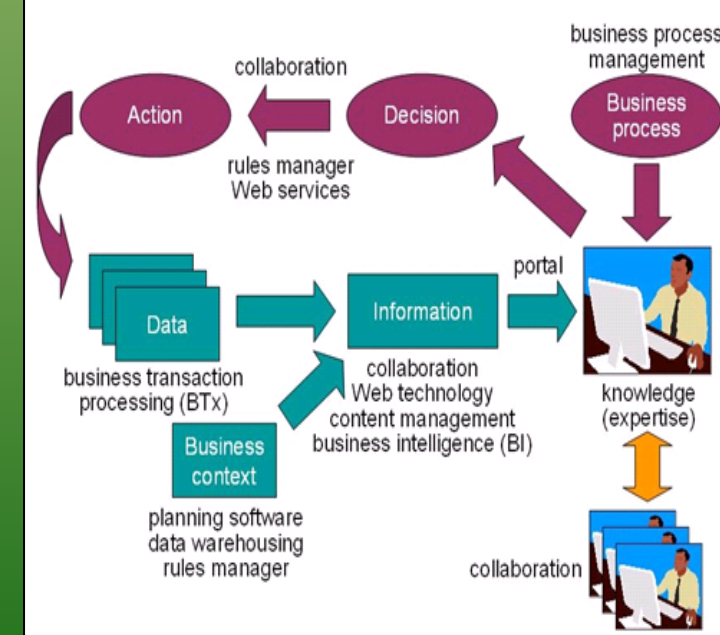 business process
management
collaboration
Action
Decision
Business
process
rules manager
Web services
portal
Data
Information
business transaction
processing (BTx)
collaboration
Web technology
content management
business intelligence (BI)
knowledge
(expertise)
Business
context
planning software
data warehousing
rules manager
collaboration